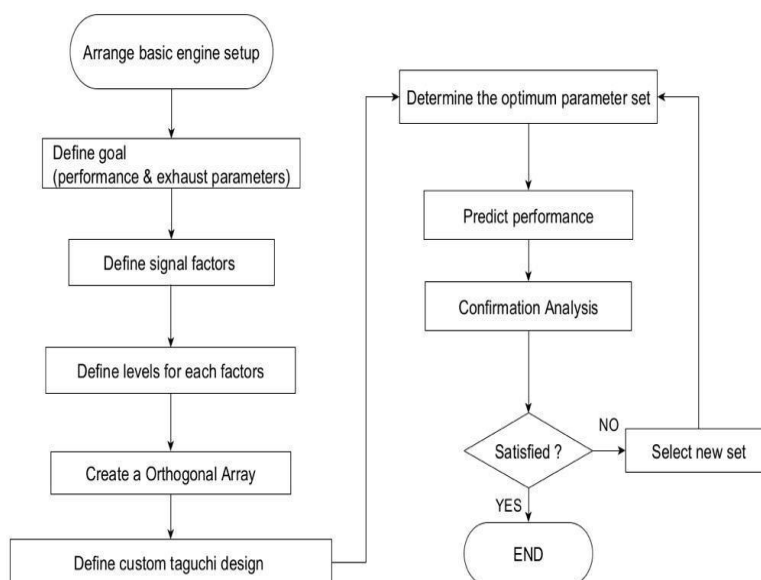 Arrange basic engine setup
Define goal
(performance & exhaust parameters)
Define signal factors
Define levels for each factors
Create a Orthogonal Array
Define custom taguchi design
Determine the optimum parameter set
Predict performance
Confirmation Analysis
Satisfied ?
NO
Select new set
YES
END